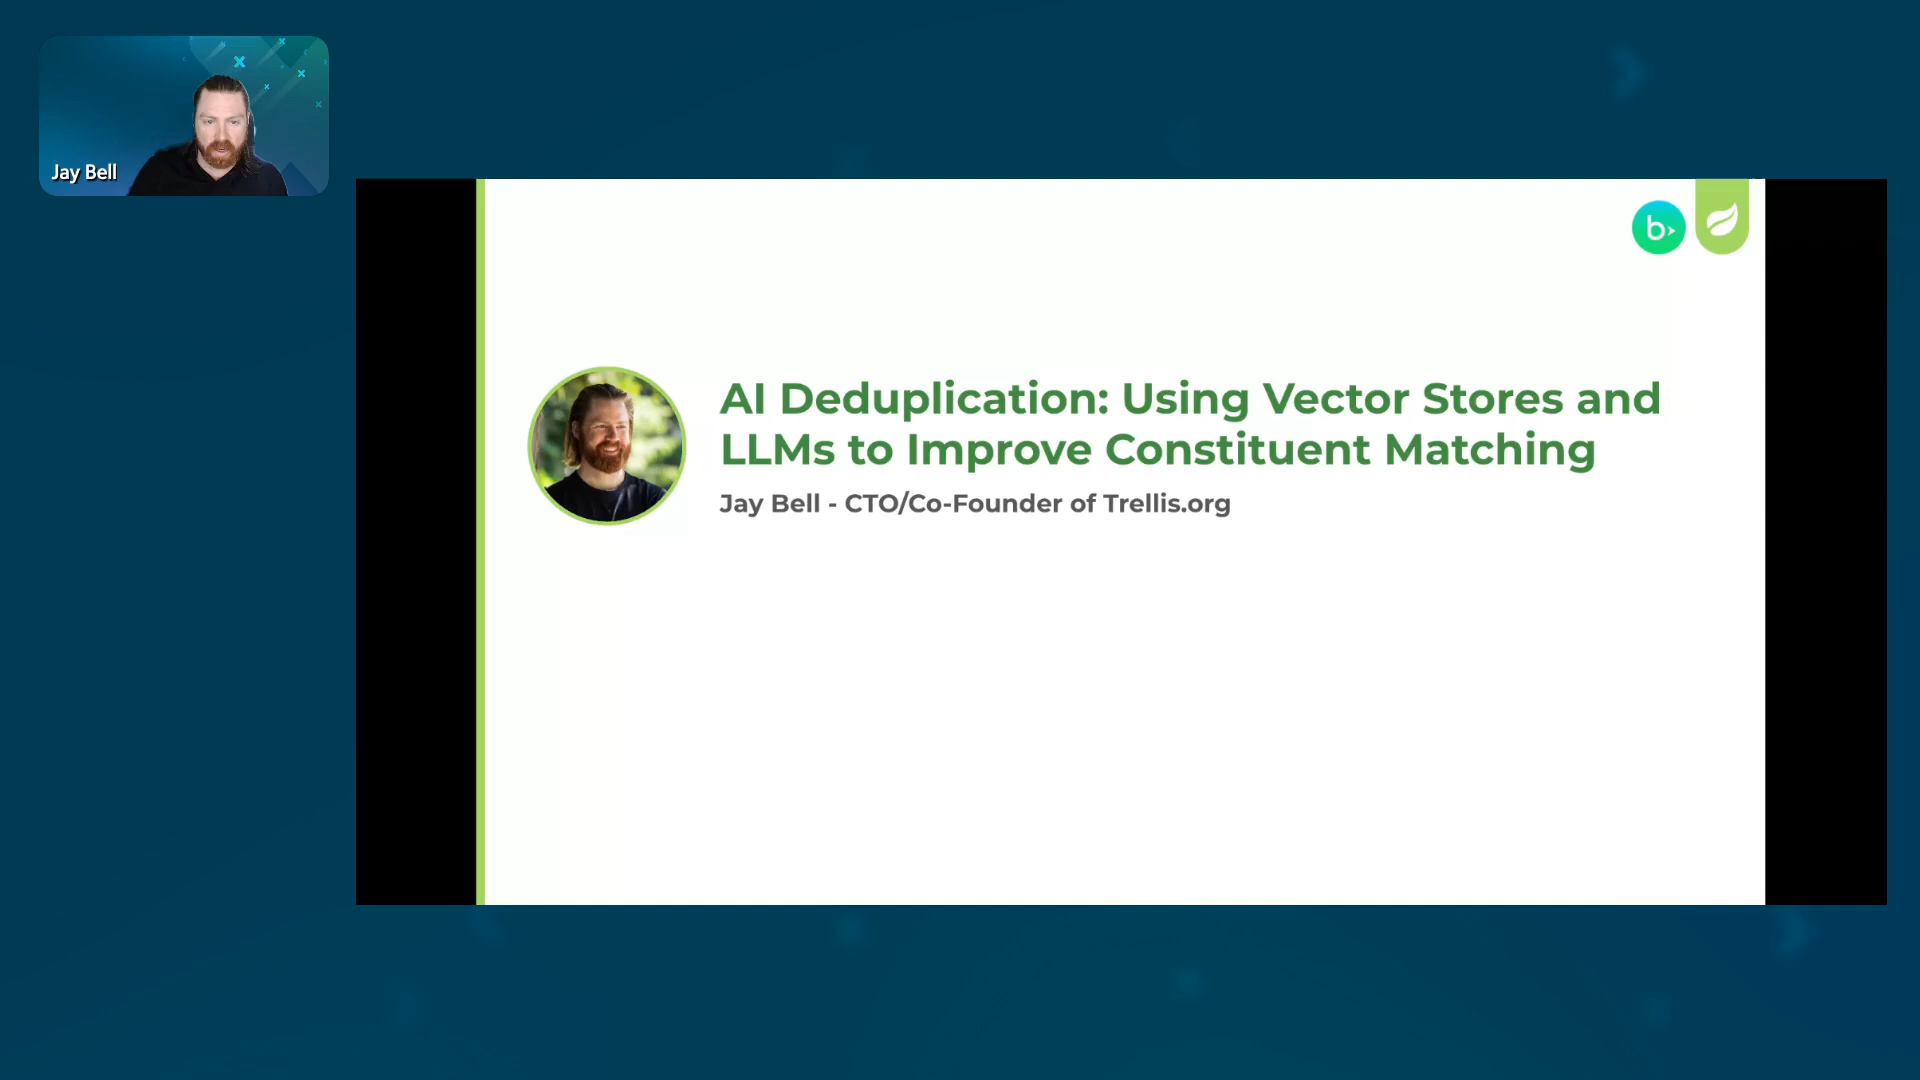 Jay Bell
b
AI Deduplication: Using Vector Stores and
LLMs to Improve Constituent Matching
Jay Bell - CTO/Co-Founder of Trellis.org